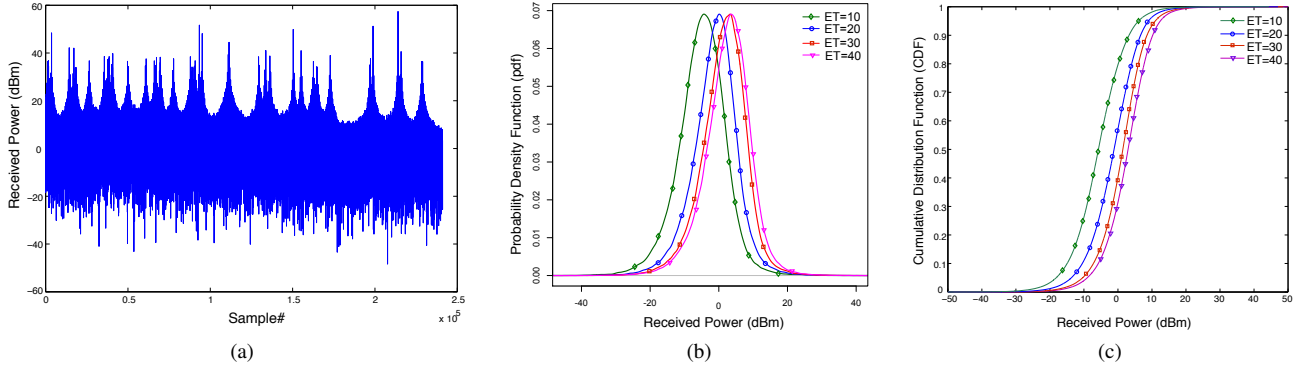 60
40
20
0
-20
-40
60
0
0.5
1
1.5
2
2.5
x 10^5
Received Power (dBm)
Sample#
(a)
0.07
0.06
0.05
0.04
0.03
0.02
0.01
0.00
-40
-20
0
20
40
Probability Density Function (pdf)
Received Power (dBm)
ET=10
ET=20
ET=30
ET=40
(b)
1
0.9
0.8
0.7
0.6
0.5
0.4
0.3
0.2
0.1
0
-50
-40
-30
-20
-10
0
10
20
30
40
50
Cumulative Distribution Function (CDF)
Received Power (dBm)
ET=10
ET=20
ET=30
ET=40
(c)